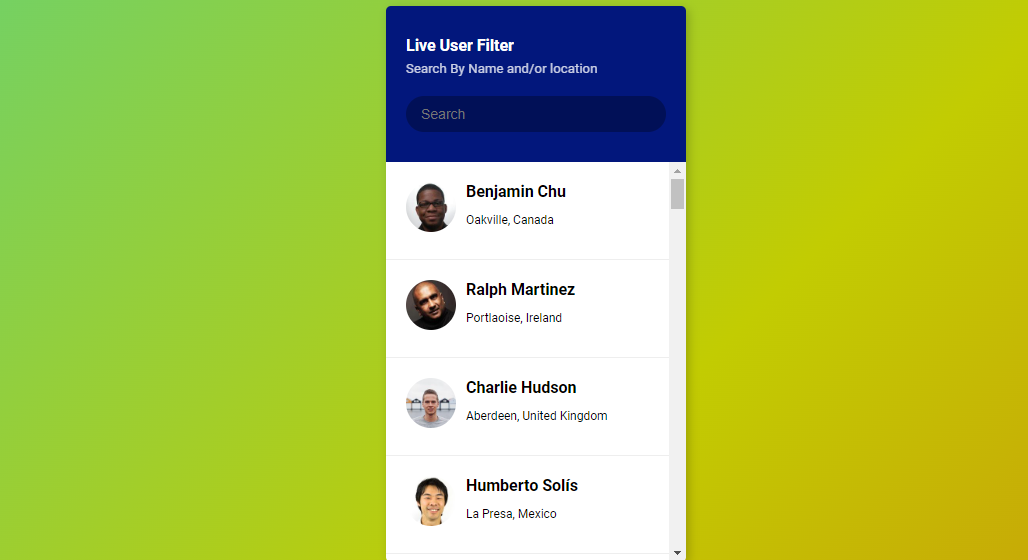 Live User Filter
Search By Name and/or location
Search
Benjamin Chu
Oakville, Canada
Ralph Martinez
Portlaoise, Ireland
Charlie Hudson
Aberdeen, United Kingdom
Humberto Solís
La Presa, Mexico